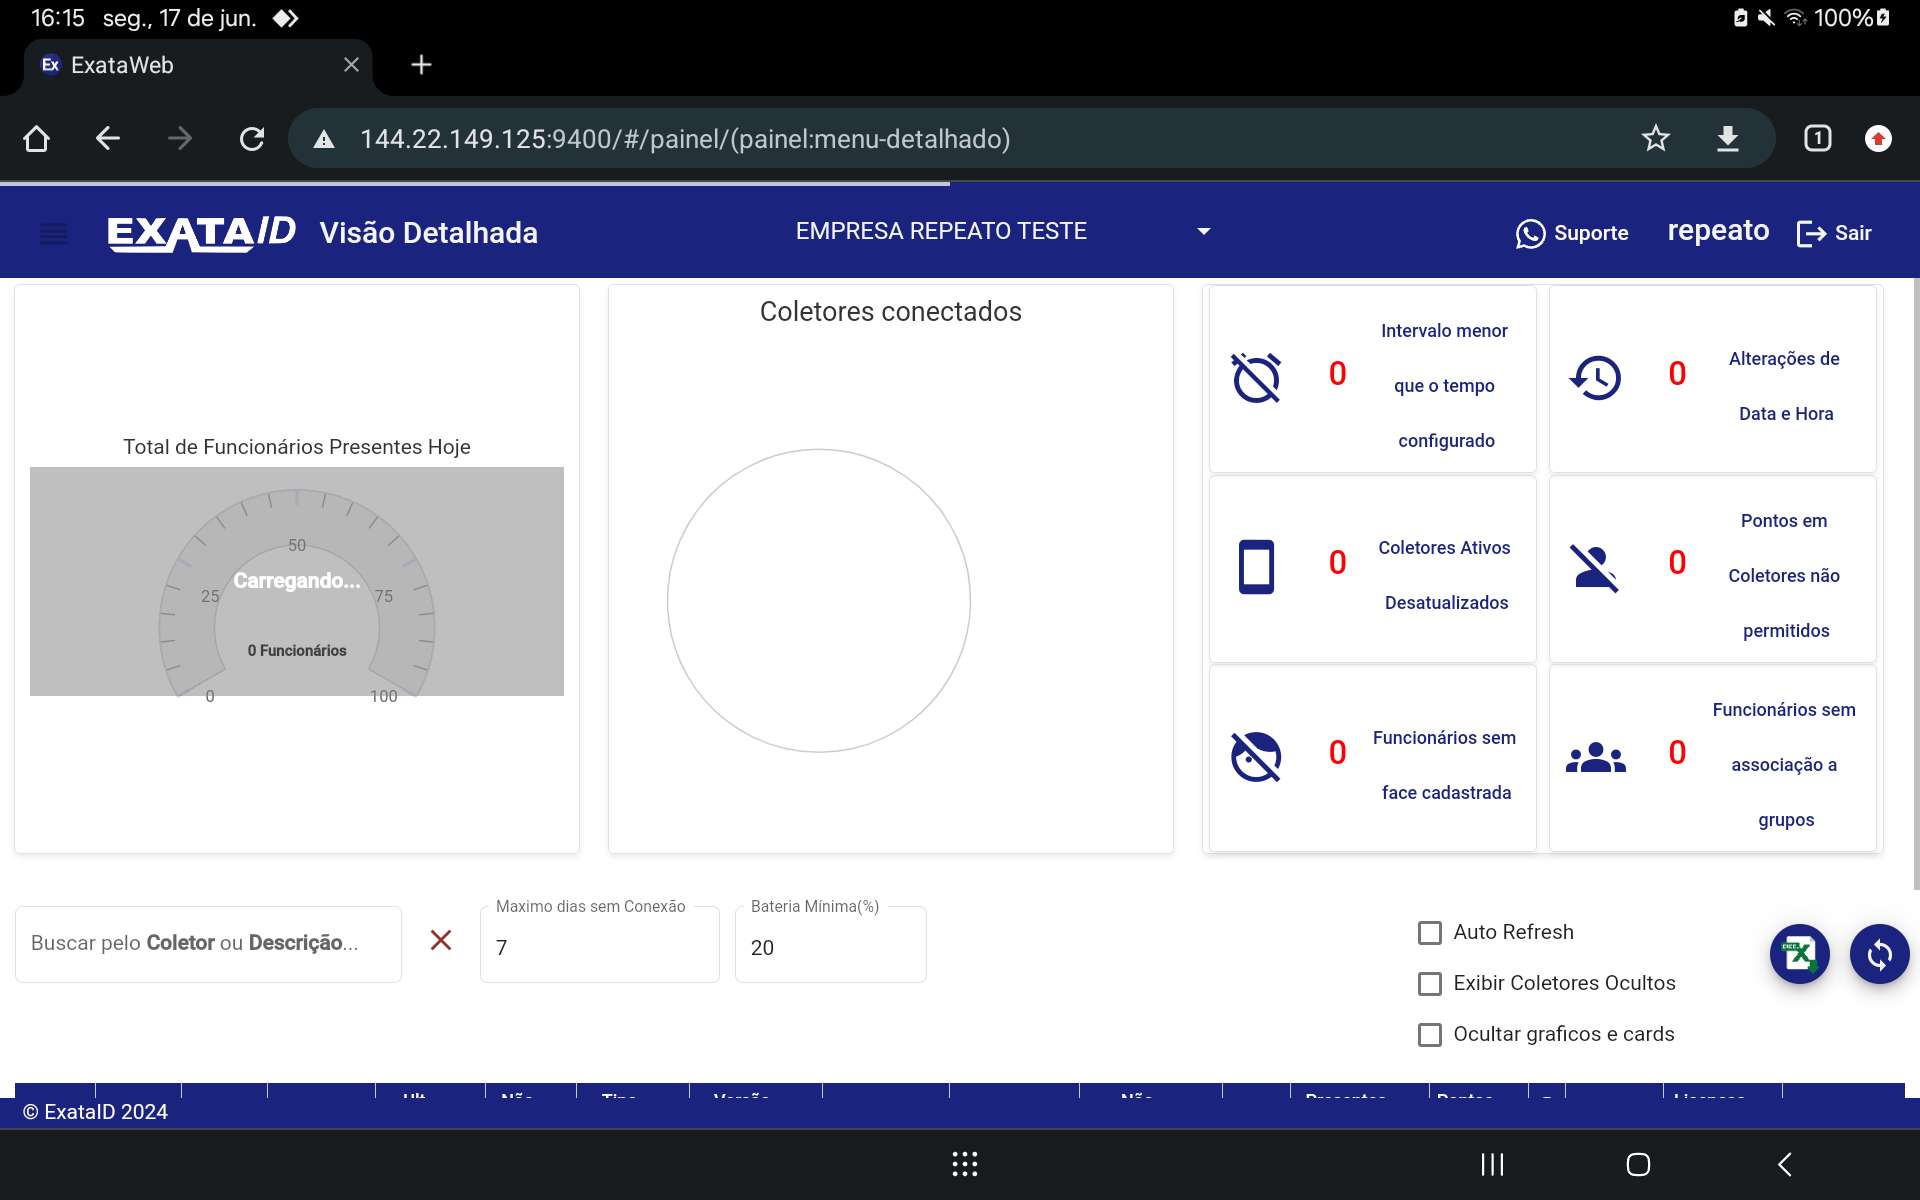 16:15 seg., 17 de jun.
100%
Ex ExataWeb
144.22.149.125:9400/#/painel/(painel:menu-detalhado)
1
EXATAID Visão Detalhada
EMPRESA REPEATO TESTE
Suporte
repeato
Sair
Total de Funcionários Presentes Hoje
50
Carregando...
25
75
0 Funcionários
0
100
Coletores conectados
0
Intervalo menor
que o tempo
configurado
0
Alterações de
Data e Hora
0
Coletores Ativos
Desatualizados
0
Pontos em
Coletores não
permitidos
0
Funcionários sem
face cadastrada
0
Funcionários sem
associação a
grupos
Buscar pelo Coletor ou Descrição...
Maximo dias sem Conexão
7
Bateria Mínima(%)
20
Auto Refresh
Exibir Coletores Ocultos
Ocultar graficos e cards
© ExataID 2024